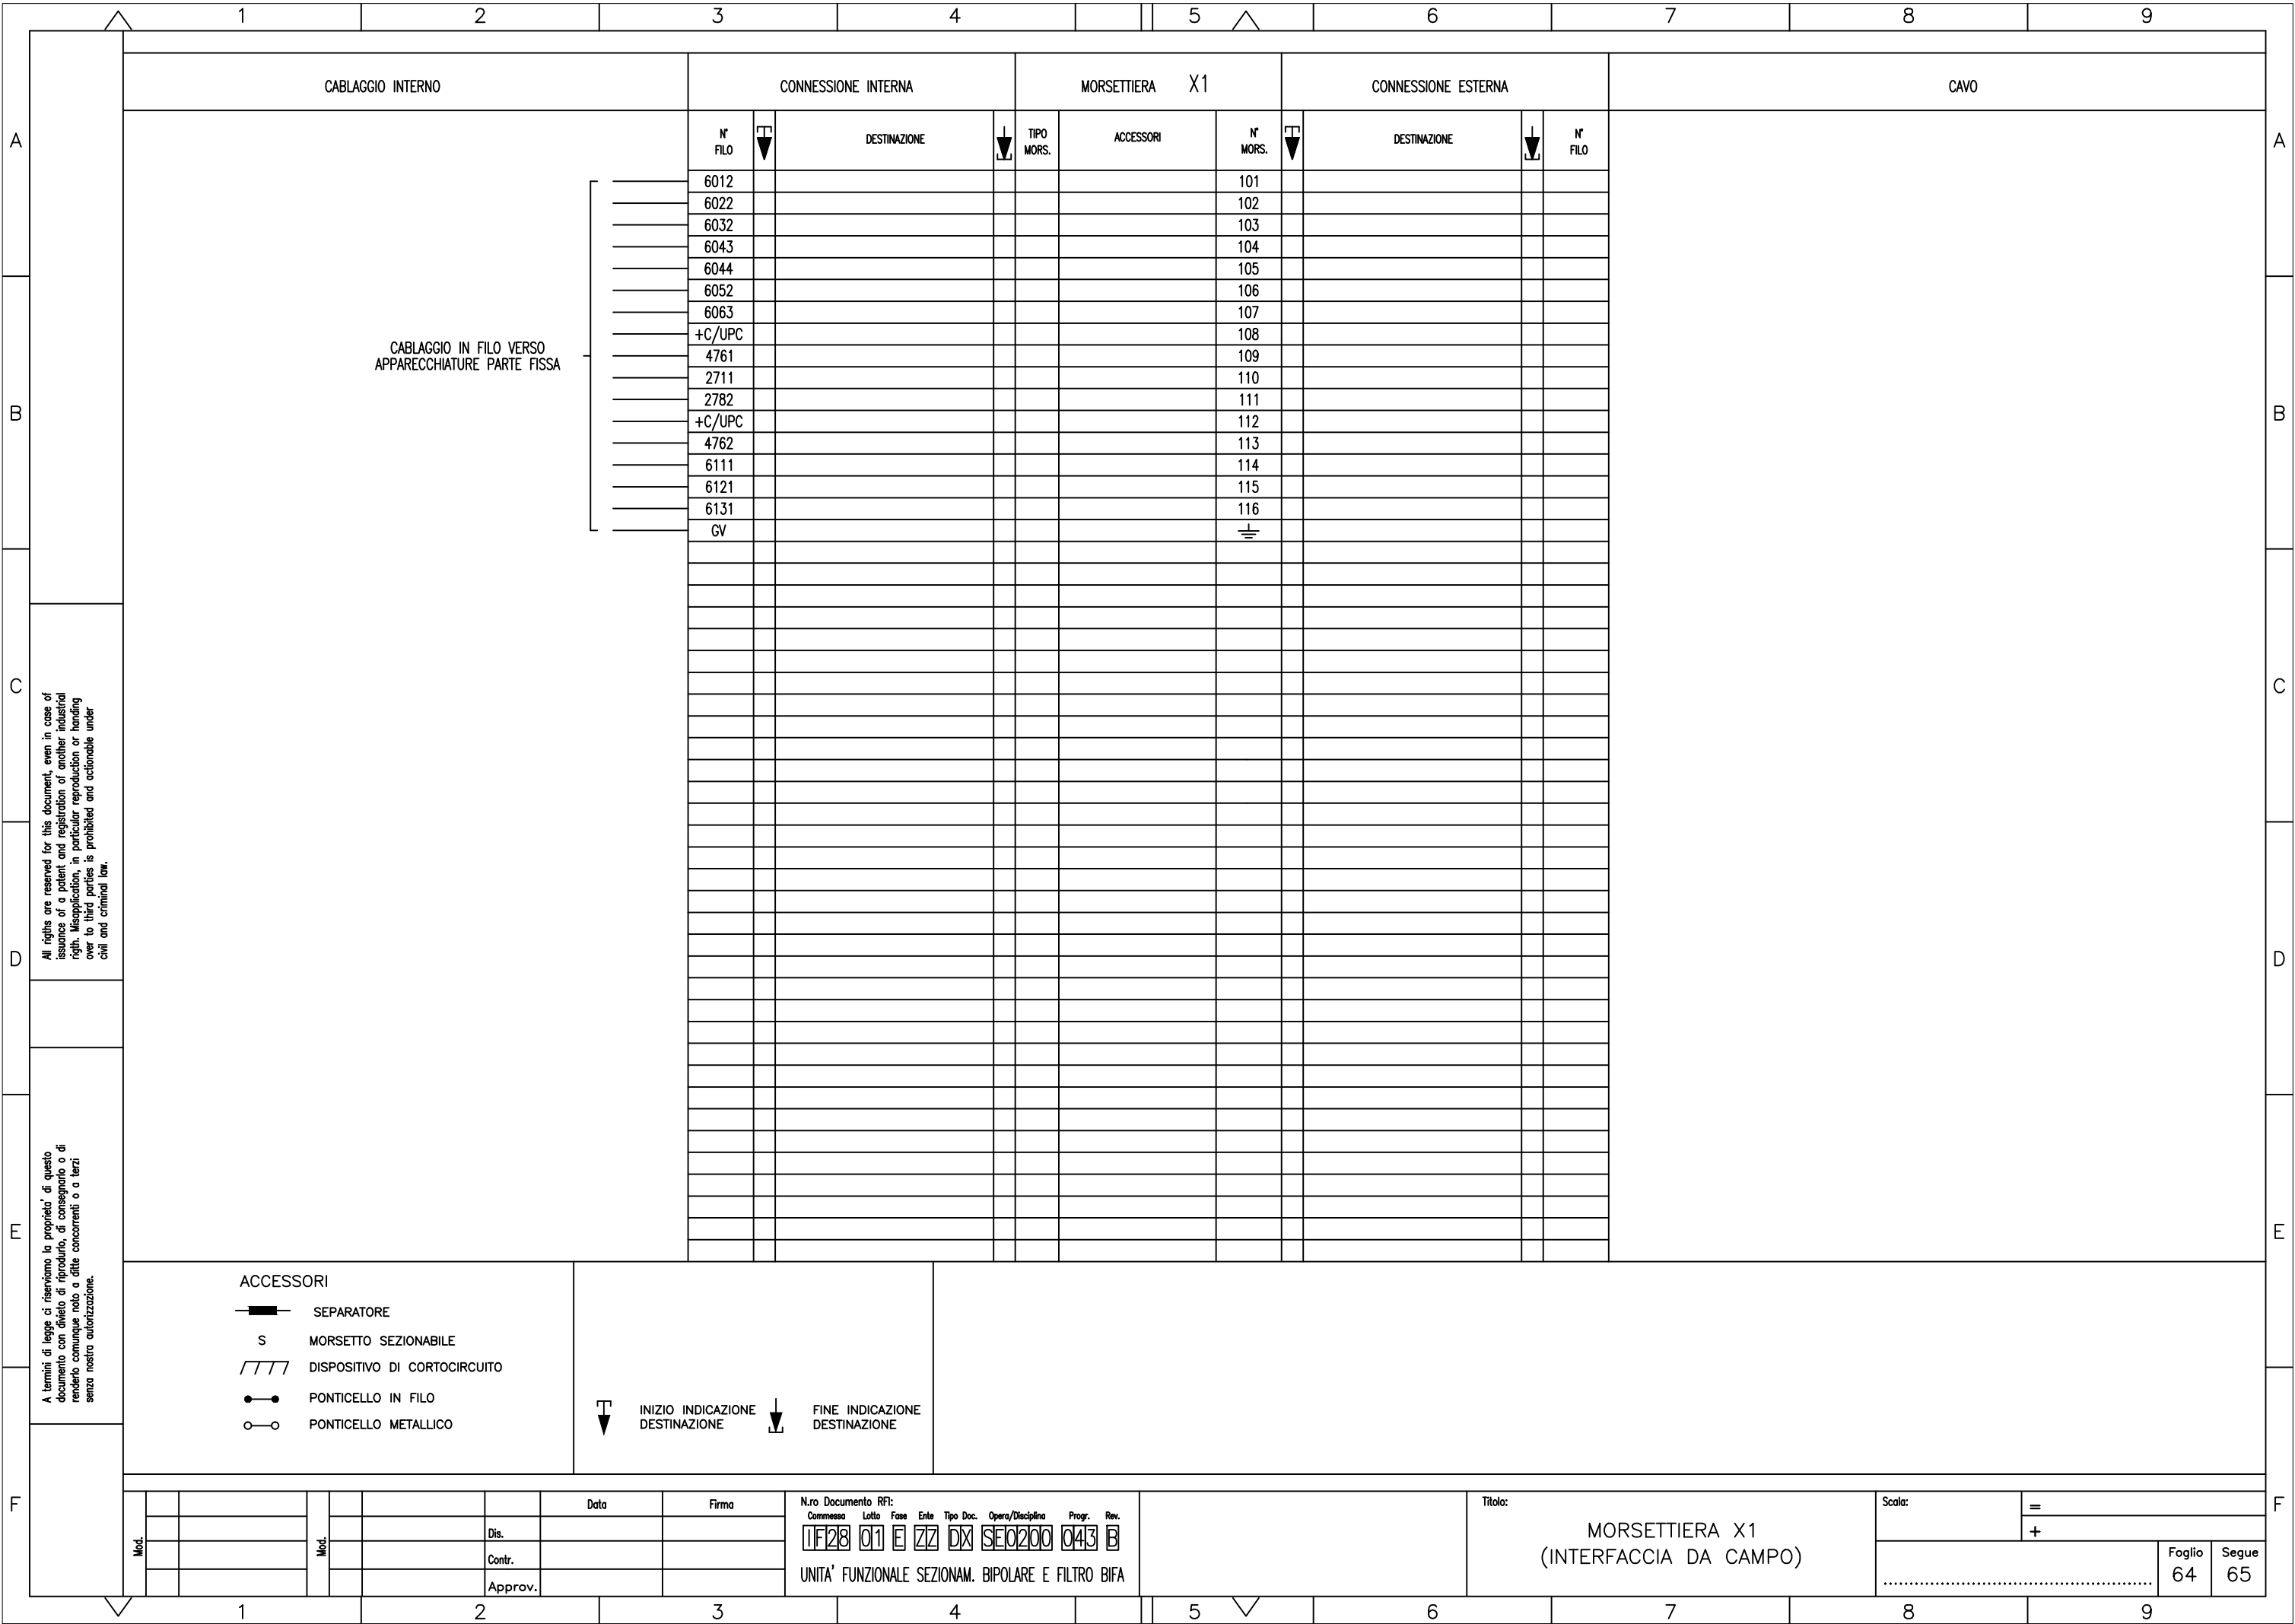 1 2 3 4 5 6 7 8 9
CABLAGGIO INTERNO
CONNESSIONE INTERNA
MORSETTIERA X1
CONNESSIONE ESTERNA
CAVO
A A
N° FILO
DESTINAZIONE
TIPO MORS.
ACCESSORI
N° MORS.
DESTINAZIONE
N° FILO
6012 101
6022 102
6032 103
6043 104
6044 105
6052 106
6063 107
+C/UPC 108
CABLAGGIO IN FILO VERSO
APPARECCHIATURE PARTE FISSA
4761 109
2711 110
2782 111
B B
+C/UPC 112
4762 113
6111 114
6121 115
6131 116
GV
C C
All rigths are reserved for this document, even in case of
issuance of a patent and registration of another industrial
rigth. Misapplication, in particular reproduction or handing
over to third parties is prohibited and actionable under
civil and criminal law.
D D
A termini di legge ci riserviamo la proprieta' di questo
documento con divieto di riprodurlo, di consegnarlo o di
renderlo comunque noto a ditte concorrenti o a terzi
senza nostra autorizzazione.
E E
ACCESSORI
SEPARATORE
S MORSETTO SEZIONABILE
DISPOSITIVO DI CORTOCIRCUITO
PONTICELLO IN FILO
PONTICELLO METALLICO
INIZIO INDICAZIONE
DESTINAZIONE
FINE INDICAZIONE
DESTINAZIONE
F F
Mod.
Mod.
Data
Firma
Dis.
Contr.
Approv.
N.ro Documento RFI:
Commessa Lotto Fase Ente Tipo Doc. Opera/Disciplina Progr. Rev.
IF28 01 E ZZ DX SE0200 043 B
UNITA' FUNZIONALE SEZIONAM. BIPOLARE E FILTRO BIFA
Titolo:
MORSETTIERA X1
(INTERFACCIA DA CAMPO)
Scala:
=
+
Foglio
64
Segue
65
1 2 3 4 5 6 7 8 9